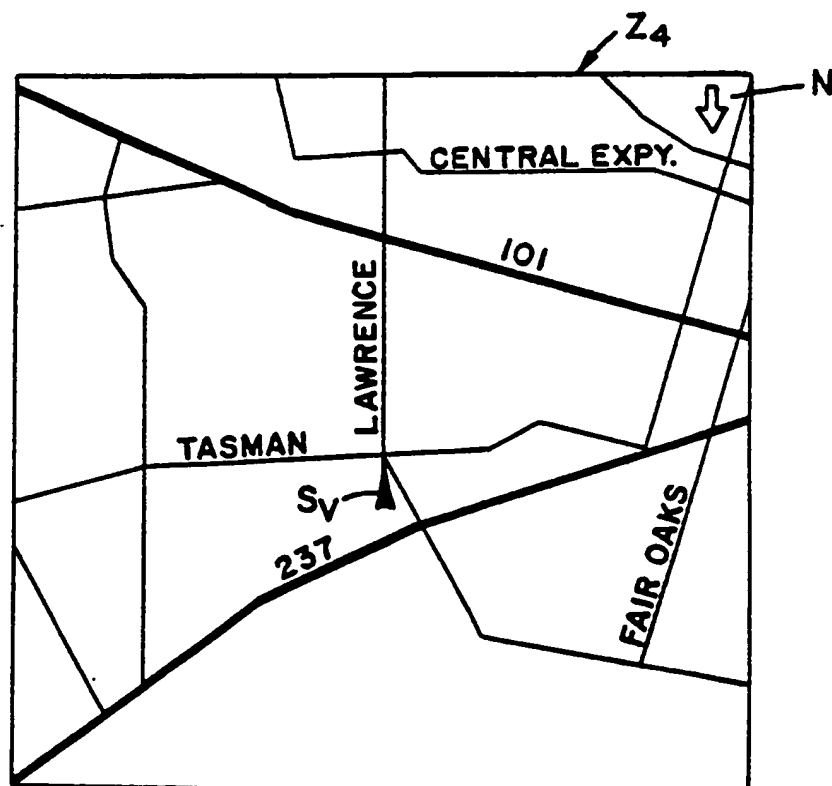 Z4
N
CENTRAL EXPY.
101
LAWRENCE
TASMAN
SV
237
FAIR OAKS